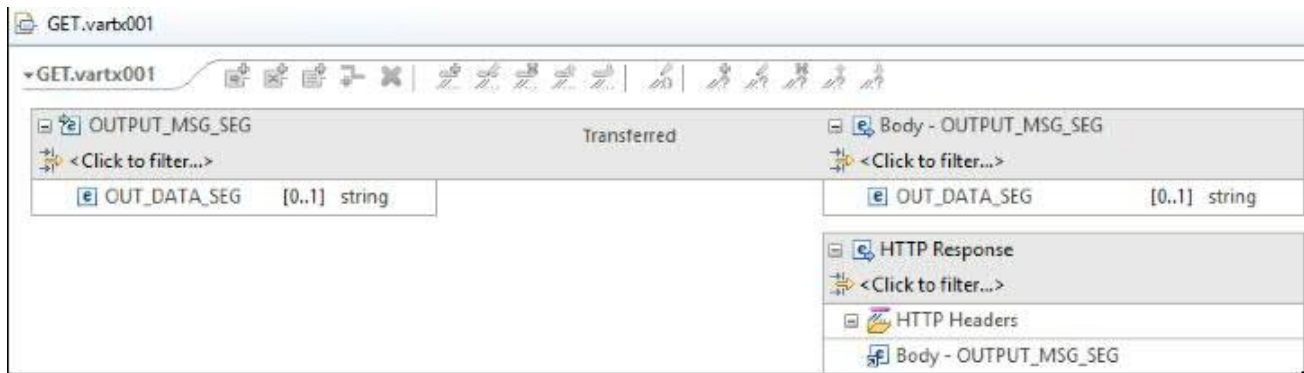 GET.vartx001
GET.vartx001
OUTPUT_MSG_SEG
Transferred
Body - OUTPUT_MSG_SEG
<Click to filter...>
<Click to filter...>
OUT_DATA_SEG [0..1] string
OUT_DATA_SEG [0..1] string
HTTP Response
<Click to filter...>
HTTP Headers
Body - OUTPUT_MSG_SEG